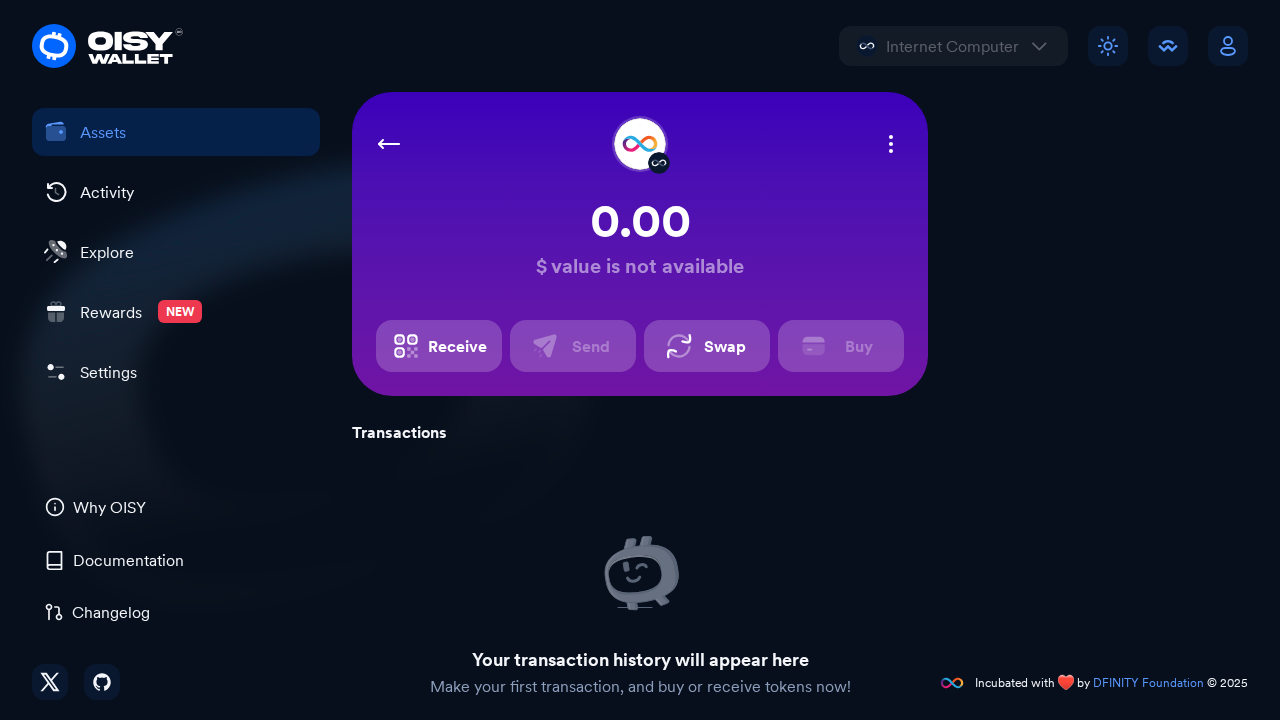 OISY
WALLET
Internet Computer
Assets
Activity
Explore
Rewards NEW
Settings
0.00
$ value is not available
Receive
Send
Swap
Buy
Transactions
Why OISY
Documentation
Changelog
Your transaction history will appear here
Make your first transaction, and buy or receive tokens now!
Incubated with ❤️ by DFINITY Foundation © 2025